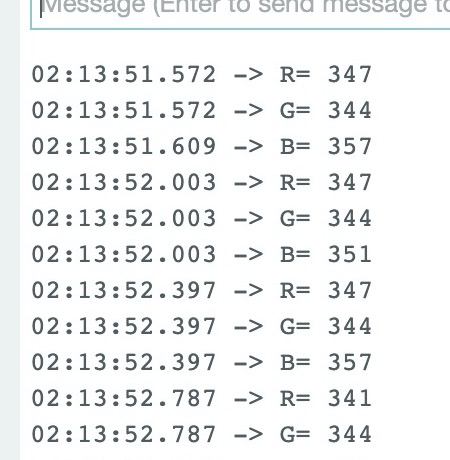 Message (Enter to send message to
02:13:51.572 -> R= 347
02:13:51.572 -> G= 344
02:13:51.609 -> B= 357
02:13:52.003 -> R= 347
02:13:52.003 -> G= 344
02:13:52.003 -> B= 351
02:13:52.397 -> R= 347
02:13:52.397 -> G= 344
02:13:52.397 -> B= 357
02:13:52.787 -> R= 341
02:13:52.787 -> G= 344